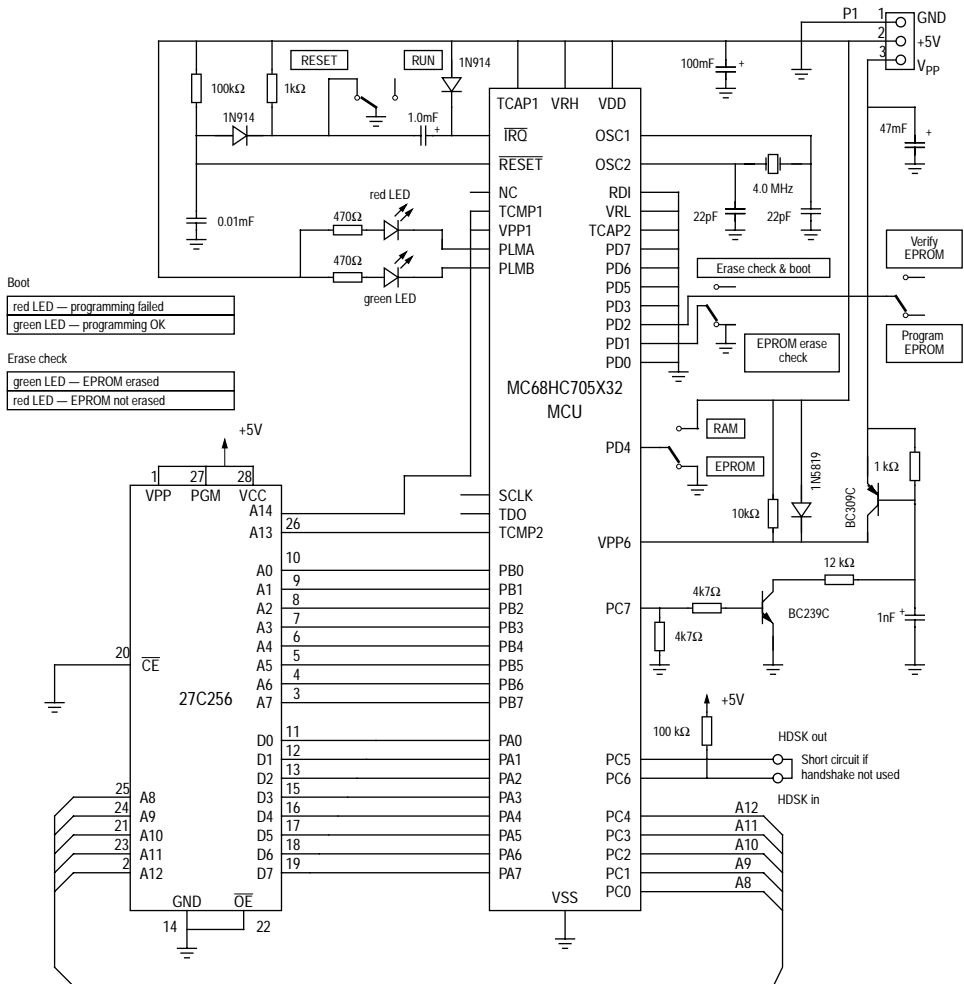 P1
1
GND
2
+5V
3
VPP
RESET
RUN
1N914
100kΩ
1kΩ
1N914
1.0mF
+
100mF
+
47mF
+
0.01mF
TCAP1
VRH
VDD
IRQ
RESET
NC
TCMP1
VPP1
PLMA
PLMB
OSC1
OSC2
RDI
VRL
TCAP2
PD7
PD6
PD5
PD3
PD2
PD1
PD0
4.0 MHz
22pF
22pF
red LED
470Ω
470Ω
green LED
Verify
EPROM
Program
EPROM
Erase check & boot
EPROM erase
check
Boot
red LED — programming failed
green LED — programming OK
Erase check
green LED — EPROM erased
red LED — EPROM not erased
MC68HC705X32
MCU
+5V
1
27
28
VPP
PGM
VCC
A14
A13
26
SCLK
TDO
TCMP2
PD4
RAM
EPROM
VPP6
10kΩ
1N5819
BC309C
1 kΩ
12 kΩ
PC7
4k7Ω
4k7Ω
BC239C
1nF
+
A0
10
PB0
A1
9
PB1
A2
8
PB2
A3
7
PB3
A4
6
PB4
A5
5
PB5
A6
4
PB6
A7
3
PB7
20
CE
27C256
D0
11
PA0
D1
12
PA1
D2
13
PA2
D3
15
PA3
D4
16
PA4
D5
17
PA5
D6
18
PA6
D7
19
PA7
25
A8
24
A9
21
A10
23
A11
2
A12
GND
OE
14
22
VSS
+5V
100 kΩ
HDSK out
PC5
PC6
Short circuit if
handshake not used
HDSK in
PC4
A12
PC3
A11
PC2
A10
PC1
A9
PC0
A8